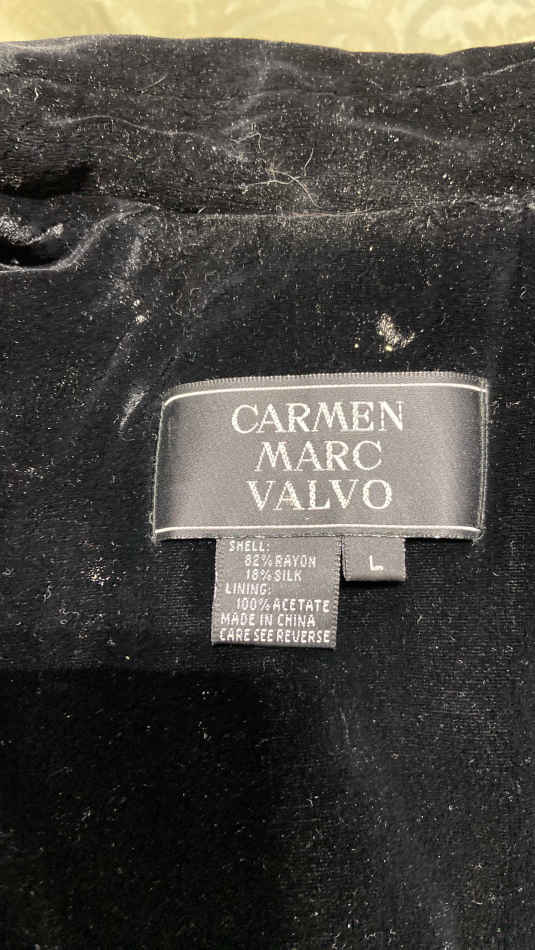 CARMEN
MARC
VALVO
SHELL:
82% RAYON
18% SILK
LINING:
100% ACETATE
MADE IN CHINA
CARE SEE REVERSE
L